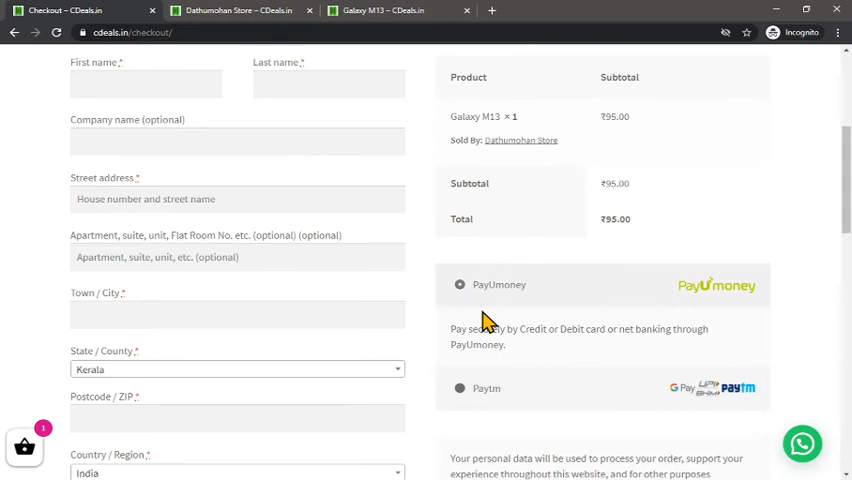 Checkout – CDeals.in
Dathumohan Store – CDeals.in
Galaxy M13 – CDeals.in
cdeals.in/checkout/
Incognito
First name *
Last name *
Company name (optional)
Street address *
House number and street name
Apartment, suite, unit, Flat Room No. etc. (optional) (optional)
Apartment, suite, unit, etc. (optional)
Town / City *
State / County *
Kerala
Postcode / ZIP *
Country / Region *
India
1
Product Subtotal
Galaxy M13 × 1 ₹95.00
Sold By: Dathumohan Store
Subtotal ₹95.00
Total ₹95.00
PayUmoney PayUmoney
Pay securely by Credit or Debit card or net banking through
PayUmoney.
Paytm G Pay UPI BHIM Paytm
Your personal data will be used to process your order, support your
experience throughout this website, and for other purposes